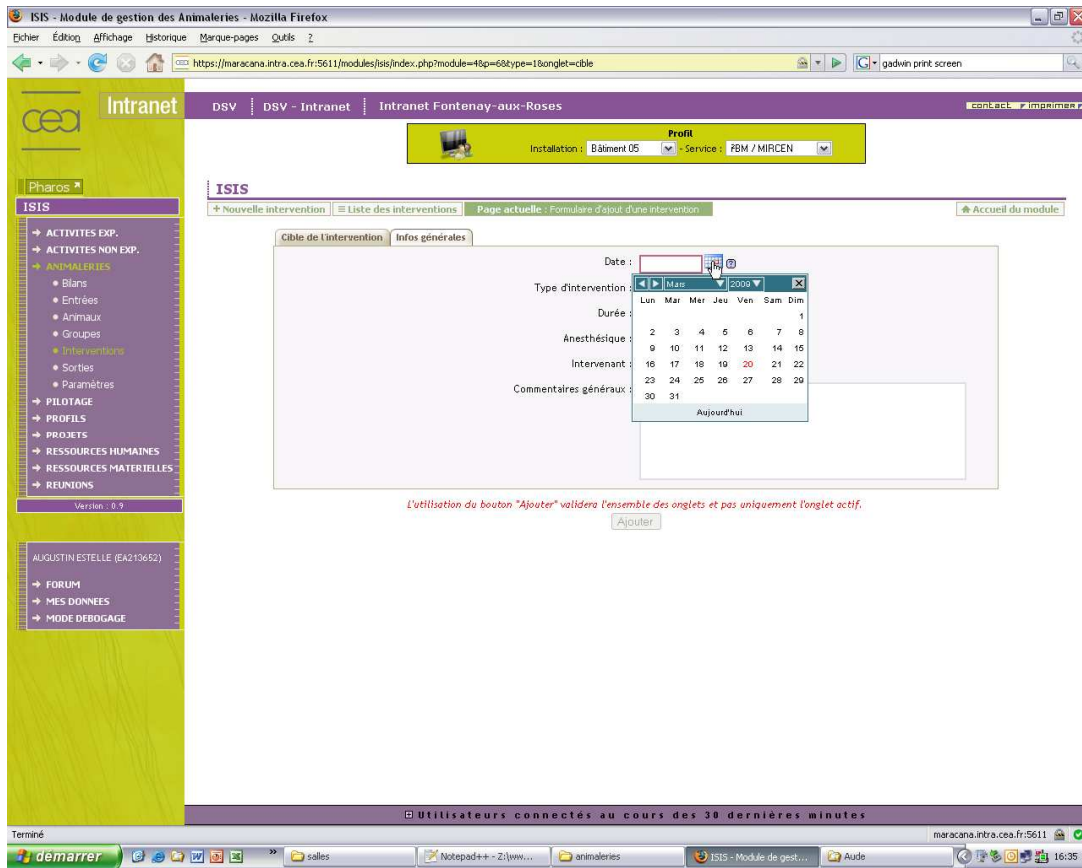 ISIS - Module de gestion des Animaleries - Mozilla Firefox
Fichier Édition Affichage Historique Marque-pages Outils ?
https://maracana.intra.cea.fr:5611/modules/isis/index.php?module=4&p=68&type=1&onglet=cible
gadwin print screen
cea Intranet
DSV DSV - Intranet Intranet Fontenay-aux-Roses
contact imprimer
Profil
Installation : Bâtiment 05 - Service : I²BM / MIRCEN
Pharos
ISIS
ISIS
+ Nouvelle intervention Liste des interventions Page actuelle : Formulaire d'ajout d'une intervention Accueil du module
ACTIVITES EXP.
ACTIVITES NON EXP.
ANIMALERIES
Bilans
Entrées
Animaux
Groupes
Interventions
Sorties
Paramètres
PILOTAGE
PROFILS
PROJETS
RESSOURCES HUMAINES
RESSOURCES MATERIELLES
REUNIONS
Version : 0.9
AUGUSTIN ESTELLE (EA213652)
FORUM
MES DONNEES
MODE DEBOGAGE
Cible de l'intervention Infos générales
Date :
Type d'intervention :
Durée :
Anesthésique :
Intervenant :
Commentaires généraux :
Mars 2009
Lun Mar Mer Jeu Ven Sam Dim
1
2 3 4 5 6 7 8
9 10 11 12 13 14 15
16 17 18 19 20 21 22
23 24 25 26 27 28 29
30 31
Aujourd'hui
L'utilisation du bouton "Ajouter" validera l'ensemble des onglets et pas uniquement l'onglet actif.
Ajouter
Utilisateurs connectés au cours des 30 dernières minutes
Terminé maracana.intra.cea.fr:5611
démarrer » salles Notepad++ - Z:\ww... animaleries ISIS - Module de gest... Aude 16:35